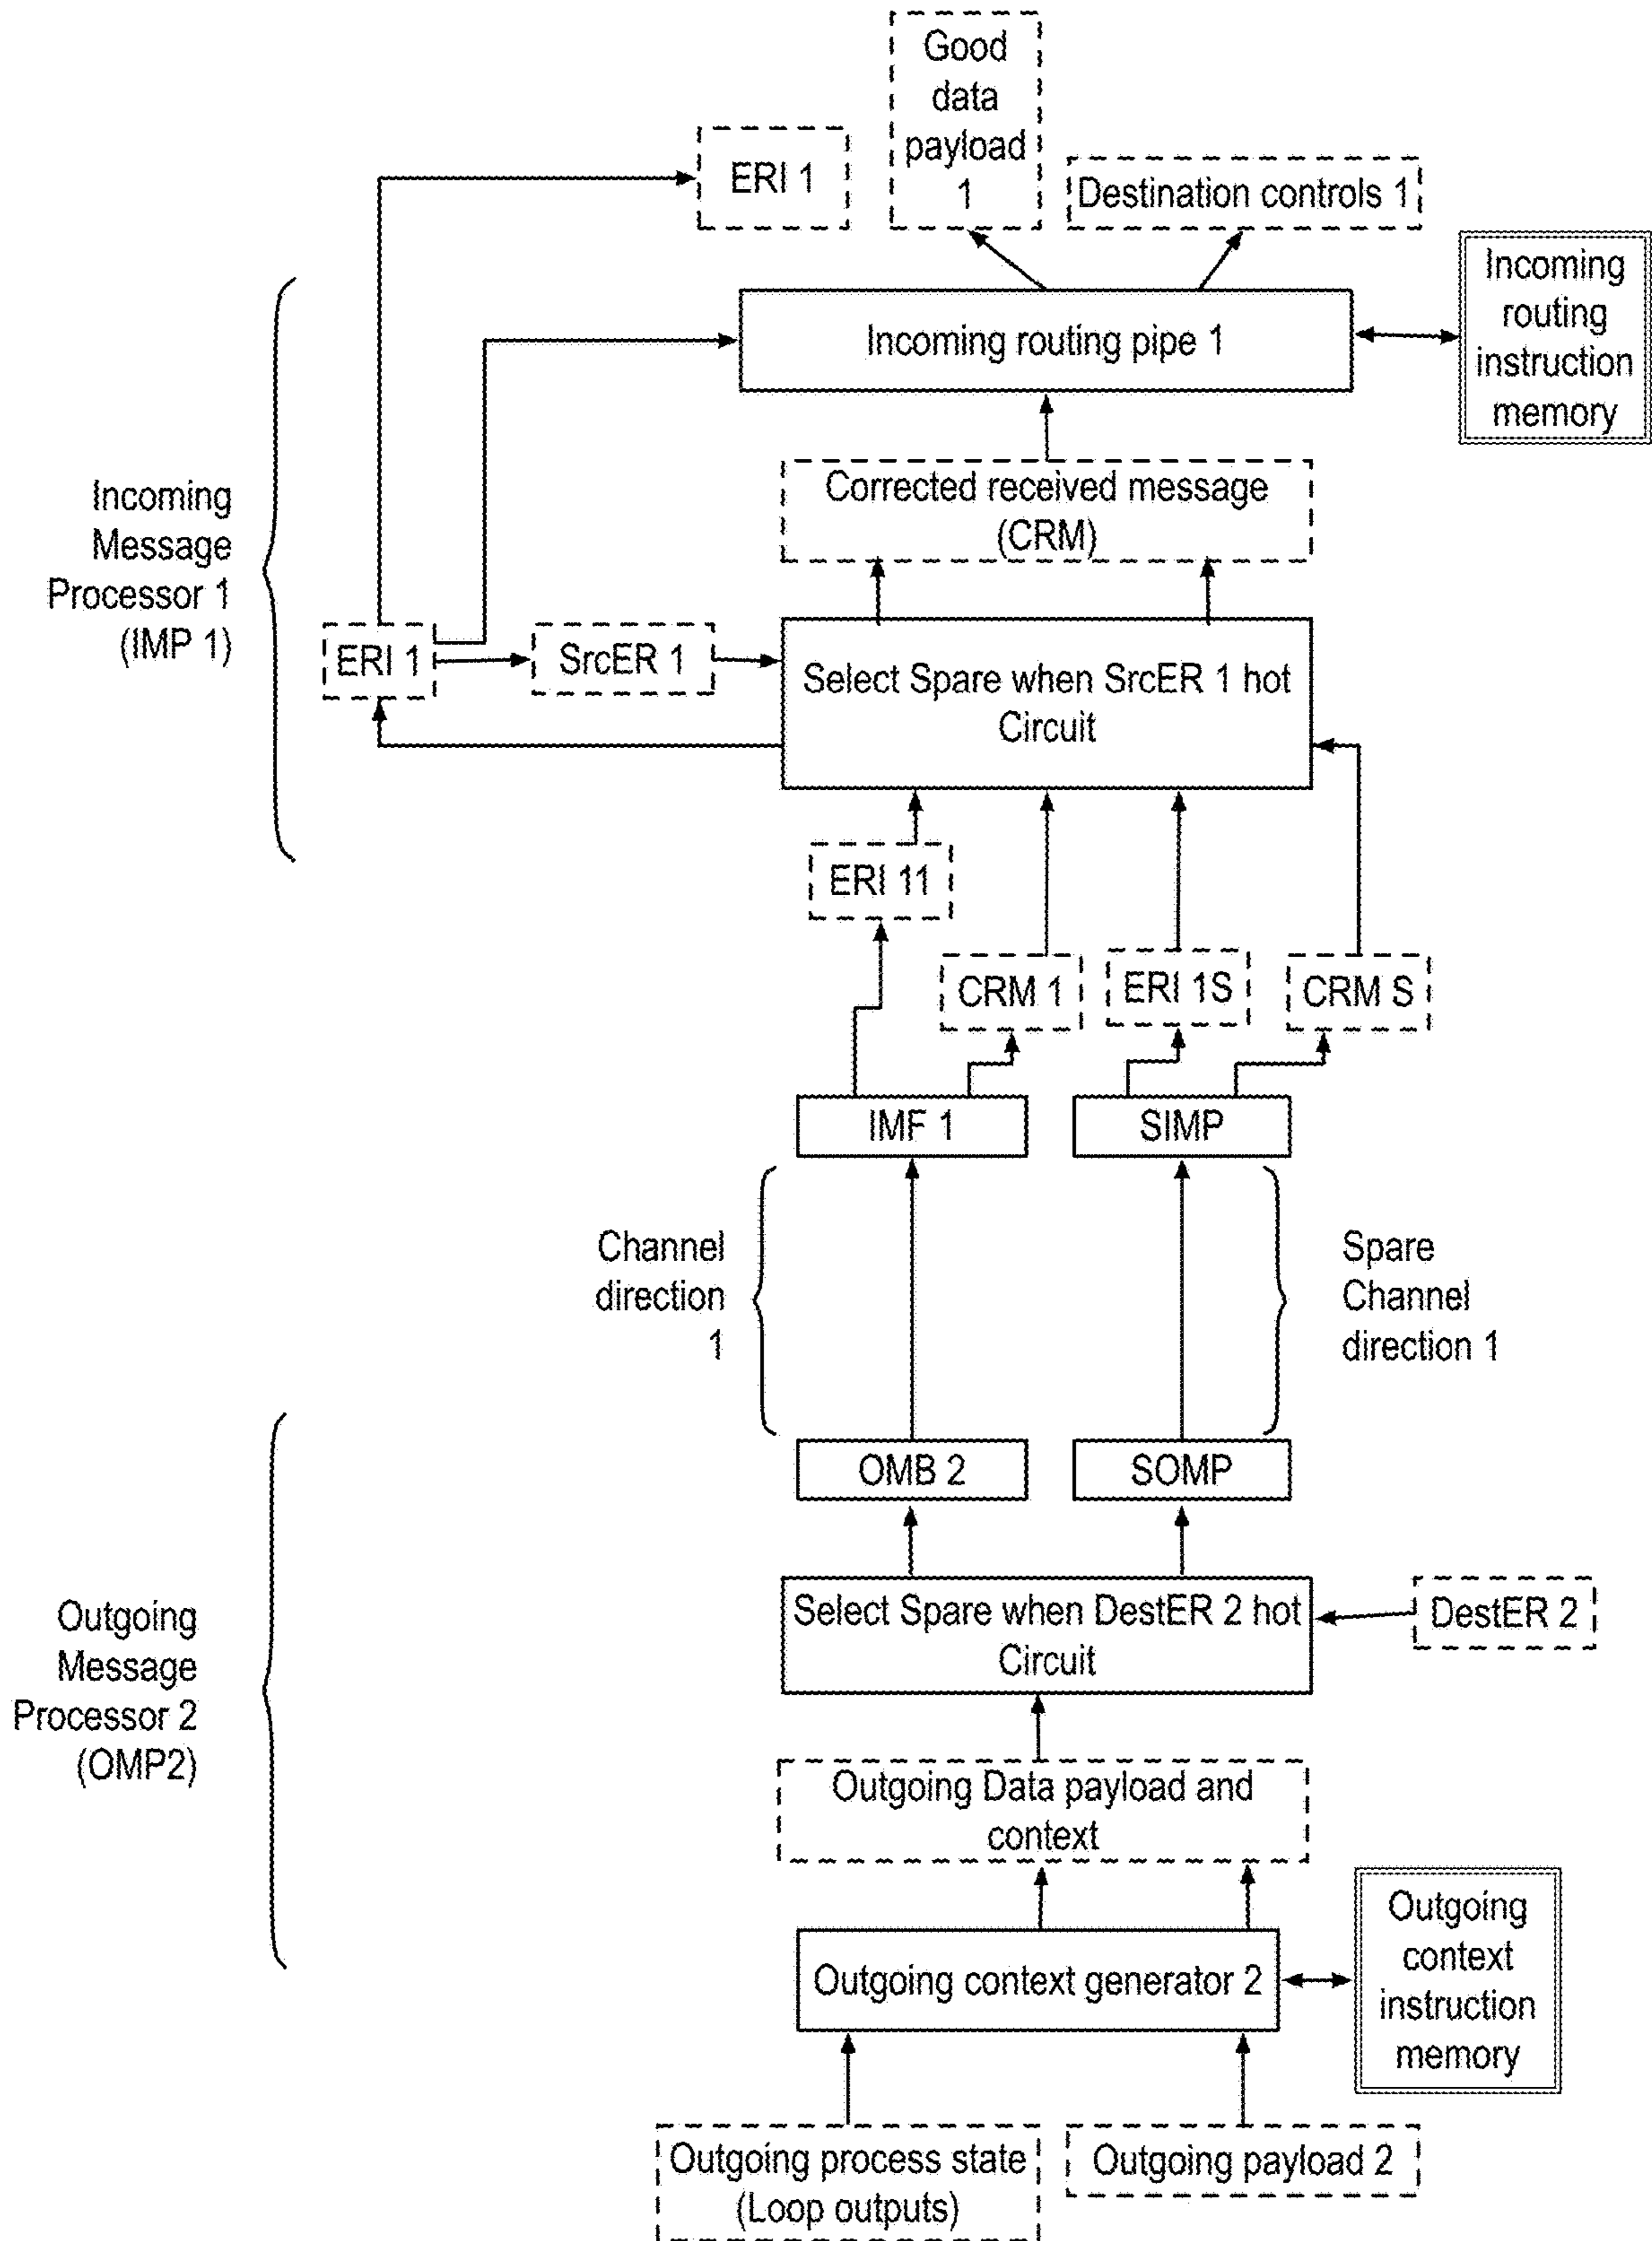 Good
data
payload
1
ERI 1
Destination controls 1
Incoming
routing
instruction
memory
Incoming routing pipe 1
Corrected received message
(CRM)
Incoming
Message
Processor 1
(IMP 1)
ERI 1
SrcER 1
Select Spare when SrcER 1 hot
Circuit
ERI 11
CRM 1
ERI 1S
CRM S
IMF 1
SIMP
Channel
direction
1
Spare
Channel
direction 1
OMB 2
SOMP
Select Spare when DestER 2 hot
Circuit
DestER 2
Outgoing
Message
Processor 2
(OMP2)
Outgoing Data payload and
context
Outgoing context generator 2
Outgoing
context
instruction
memory
Outgoing process state
(Loop outputs)
Outgoing payload 2